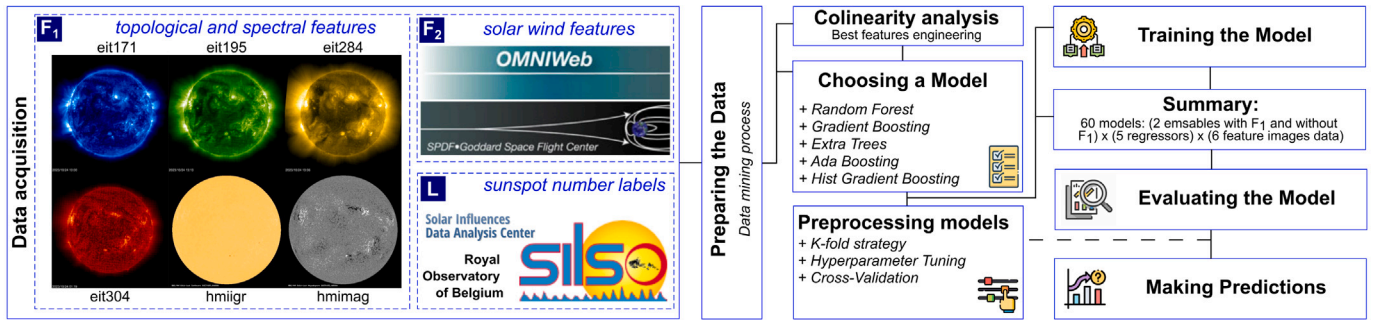 Data acquisition
F1
topological and spectral features
eit171
eit195
eit284
eit304
hmiigr
hmimag
F2
solar wind features
OMNIWeb
SPDF•Goddard Space Flight Center
L
sunspot number labels
Solar Influences
Data Analysis Center
Royal
Observatory
of Belgium
silso
Preparing the Data
Data mining process
Colinearity analysis
Best features engineering
Choosing a Model
+ Random Forest
+ Gradient Boosting
+ Extra Trees
+ Ada Boosting
+ Hist Gradient Boosting
Preprocessing models
+ K-fold strategy
+ Hyperparameter Tuning
+ Cross-Validation
Training the Model
Summary:
60 models: (2 emsables with F1 and without
F1) x (5 regressors) x (6 feature images data)
Evaluating the Model
Making Predictions